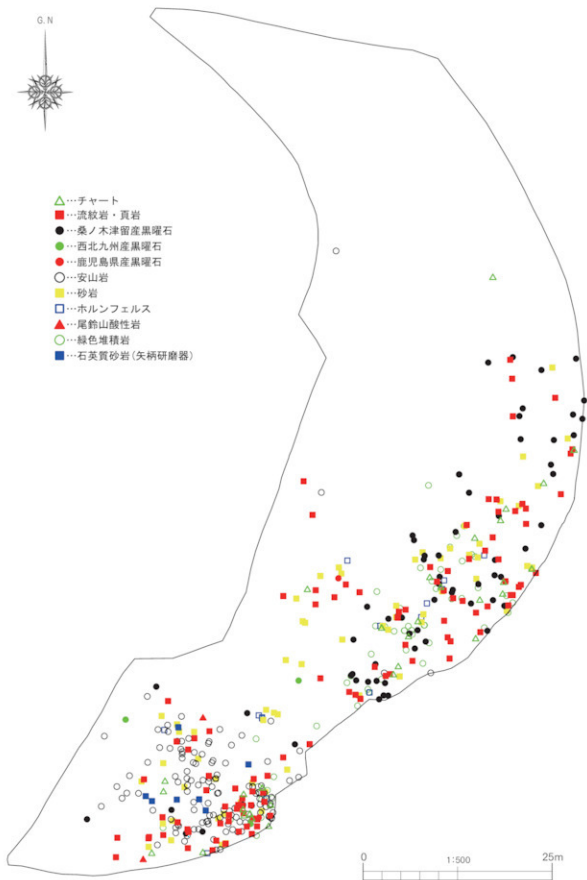 G.N
△…チャート
■…流紋岩・頁岩
●…桑ノ木津留産黒曜石
●…西北九州産黒曜石
●…鹿児島県産黒曜石
○…安山岩
■…砂岩
□…ホルンフェルス
▲…尾鈴山酸性岩
○…緑色堆積岩
■…石英質砂岩(矢柄研磨器)
0 1:500 25m